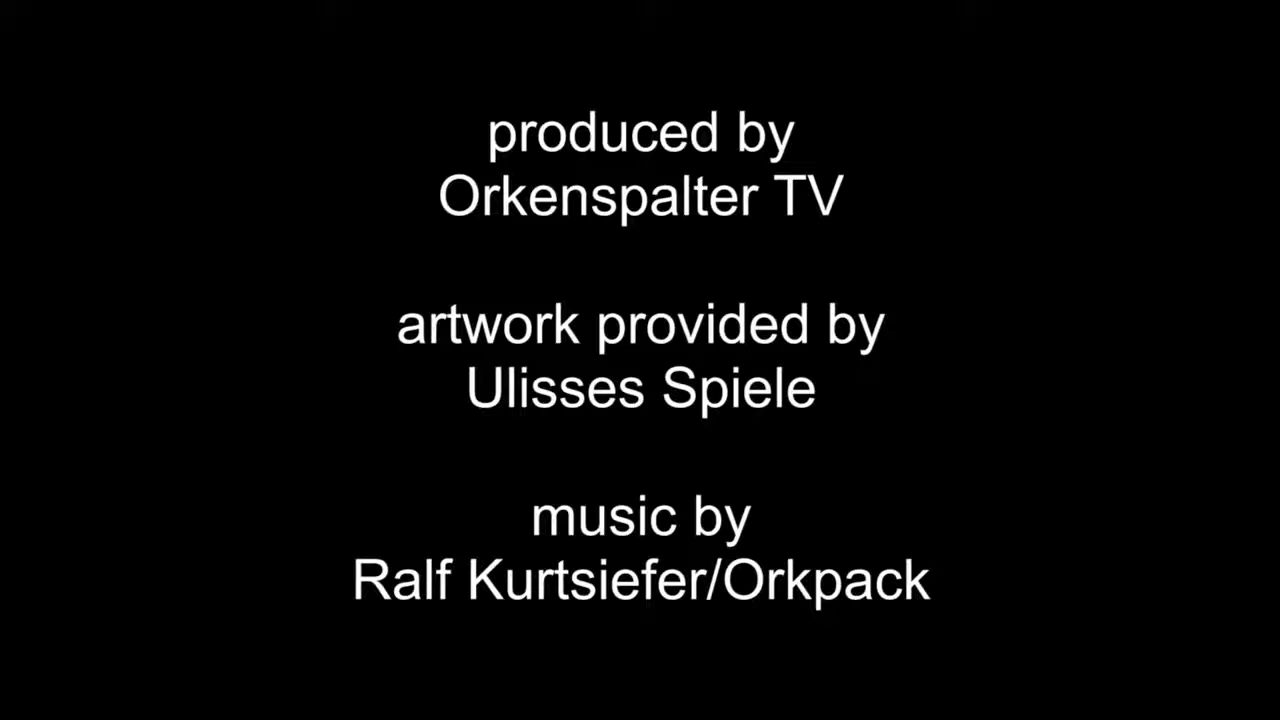 produced by
Orkenspalter TV
artwork provided by
Ulisses Spiele
music by
Ralf Kurtsiefer/Orkpack